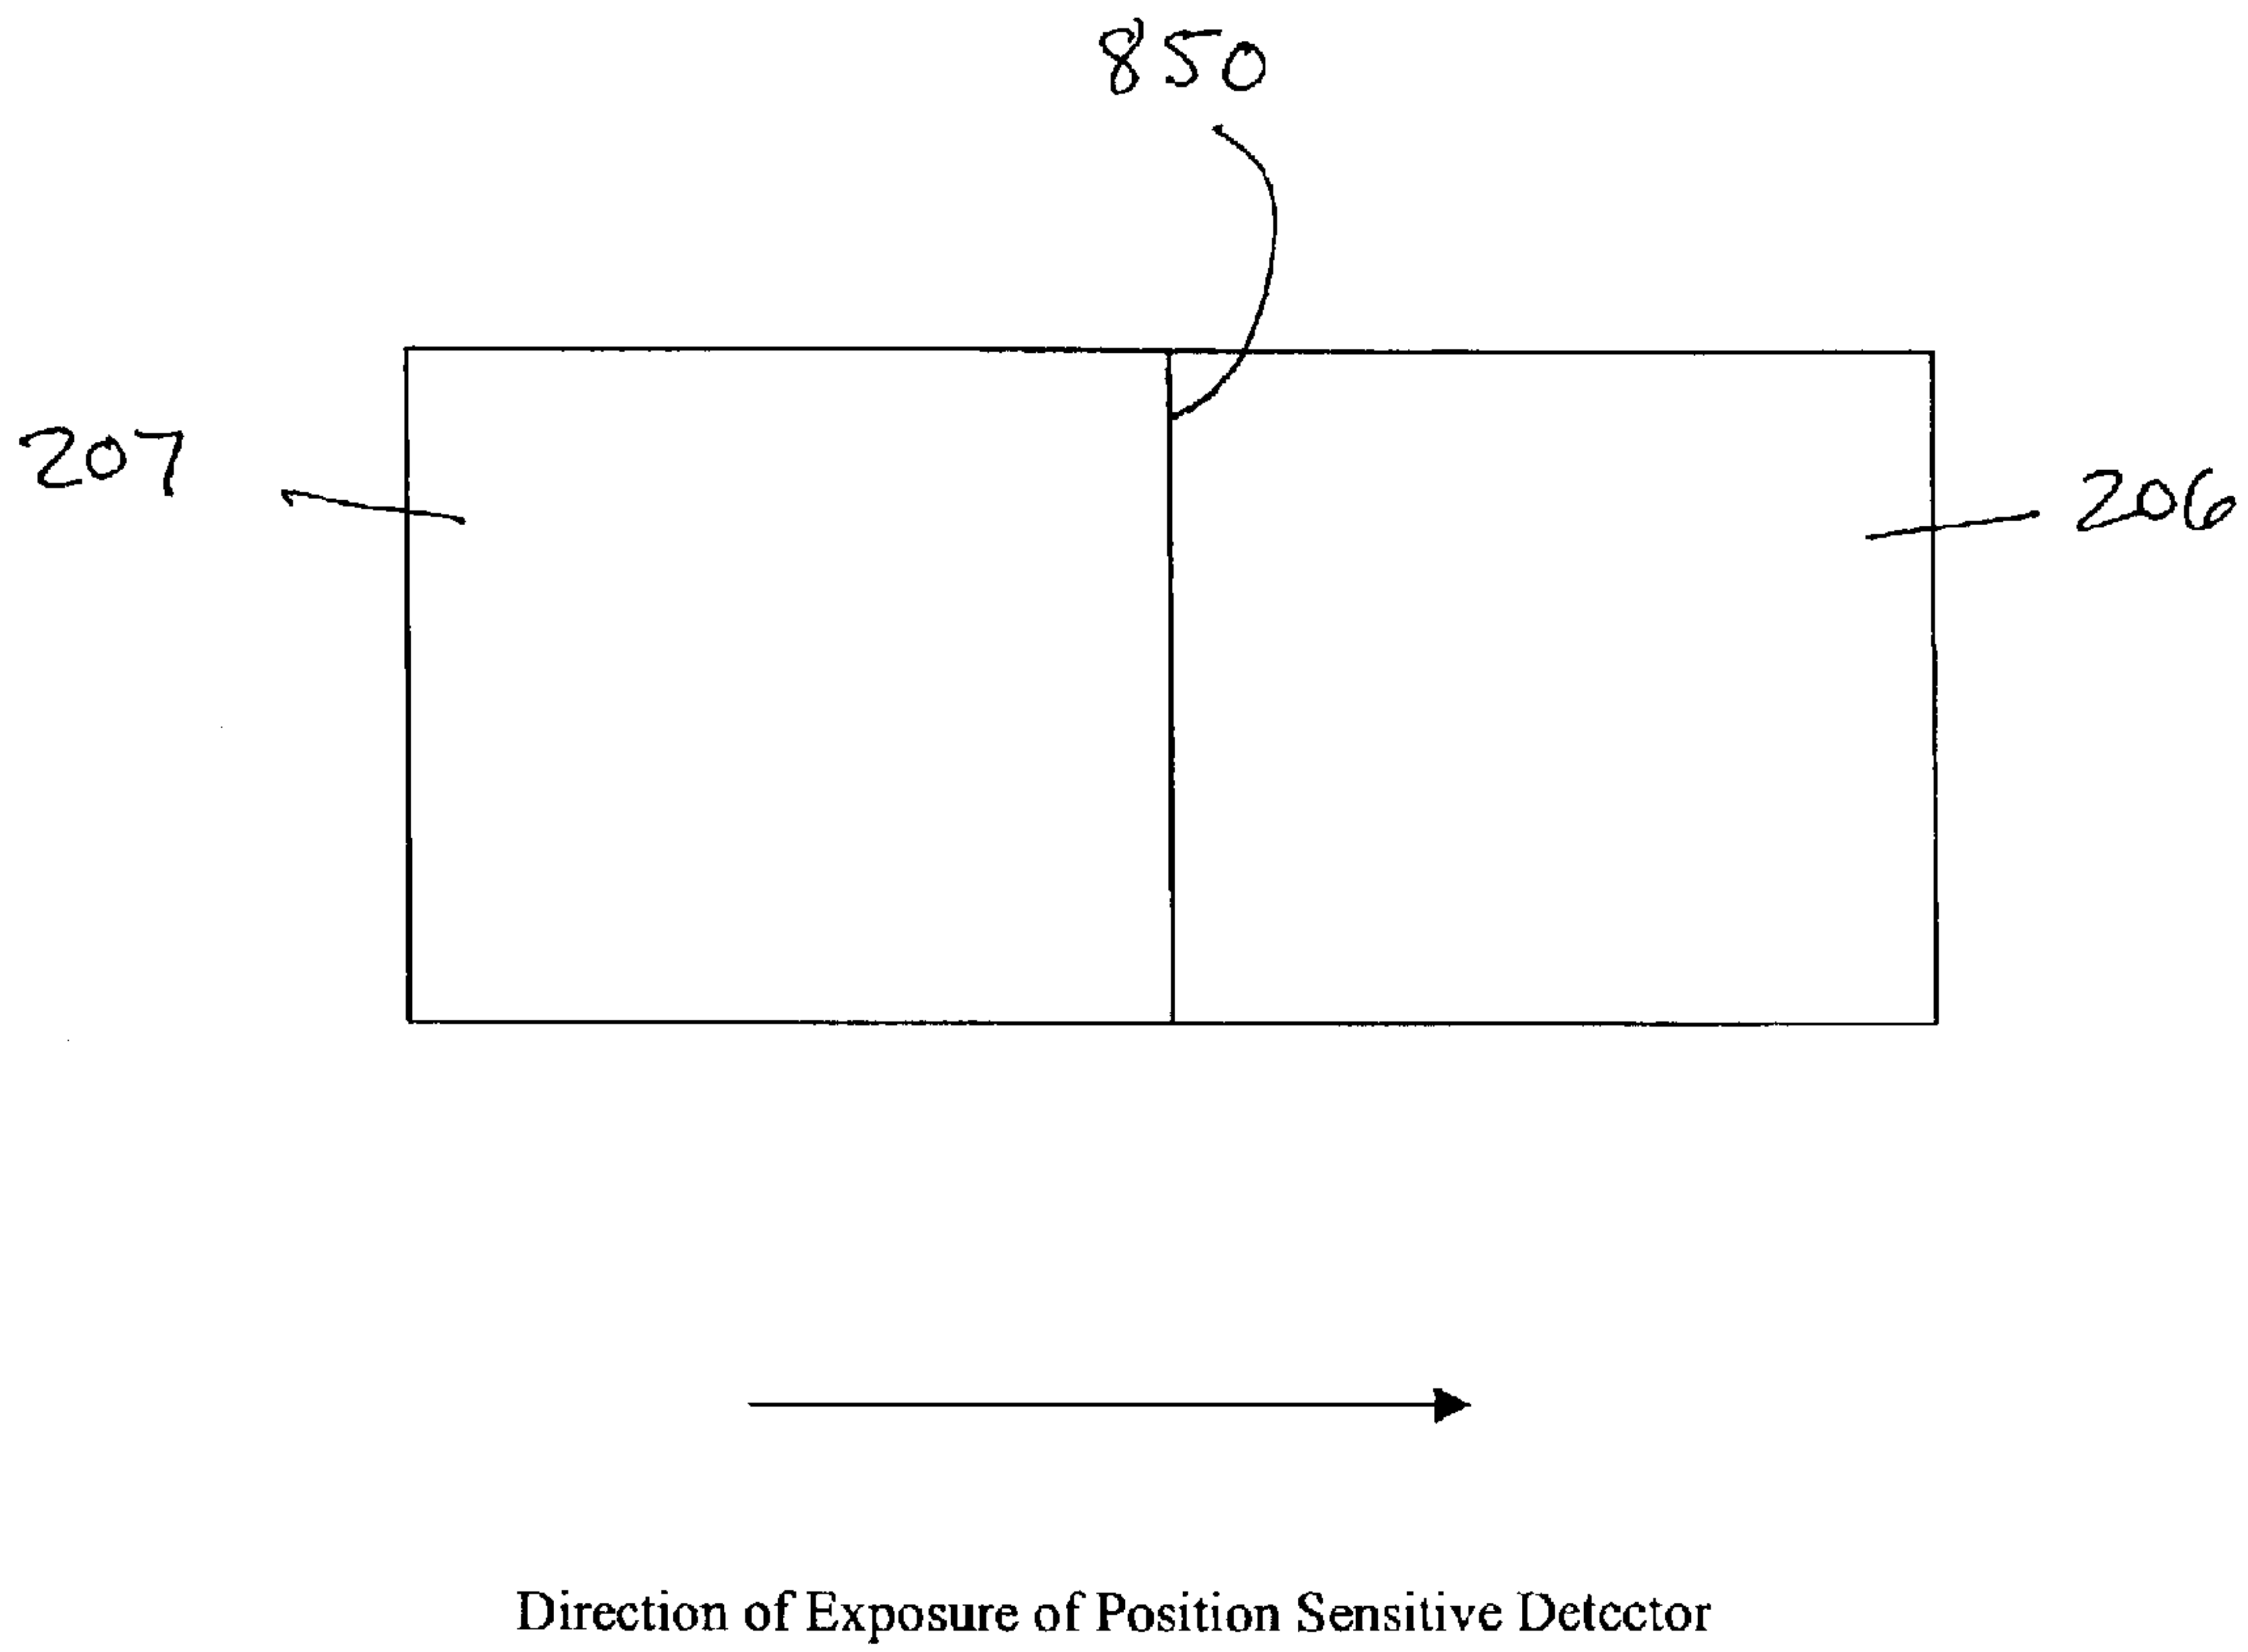 850
207
206
Direction of Exposure of Position Sensitive Detector